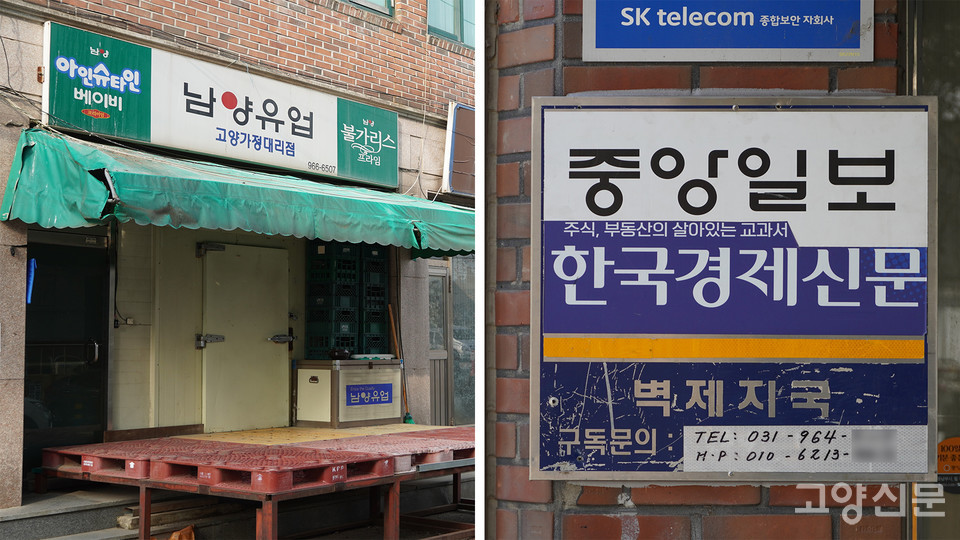 남양
아인슈타인
베이비
남양유업
고양가정대리점
966-6507
남양
불가리스
프라임
남양유업
SK telecom 종합보안 자회사
중앙일보
주식, 부동산의 살아있는 교과서
한국경제신문
벽제지국
구독문의 : TEL: 031-964-
M·P: 010-6213-
고양신문